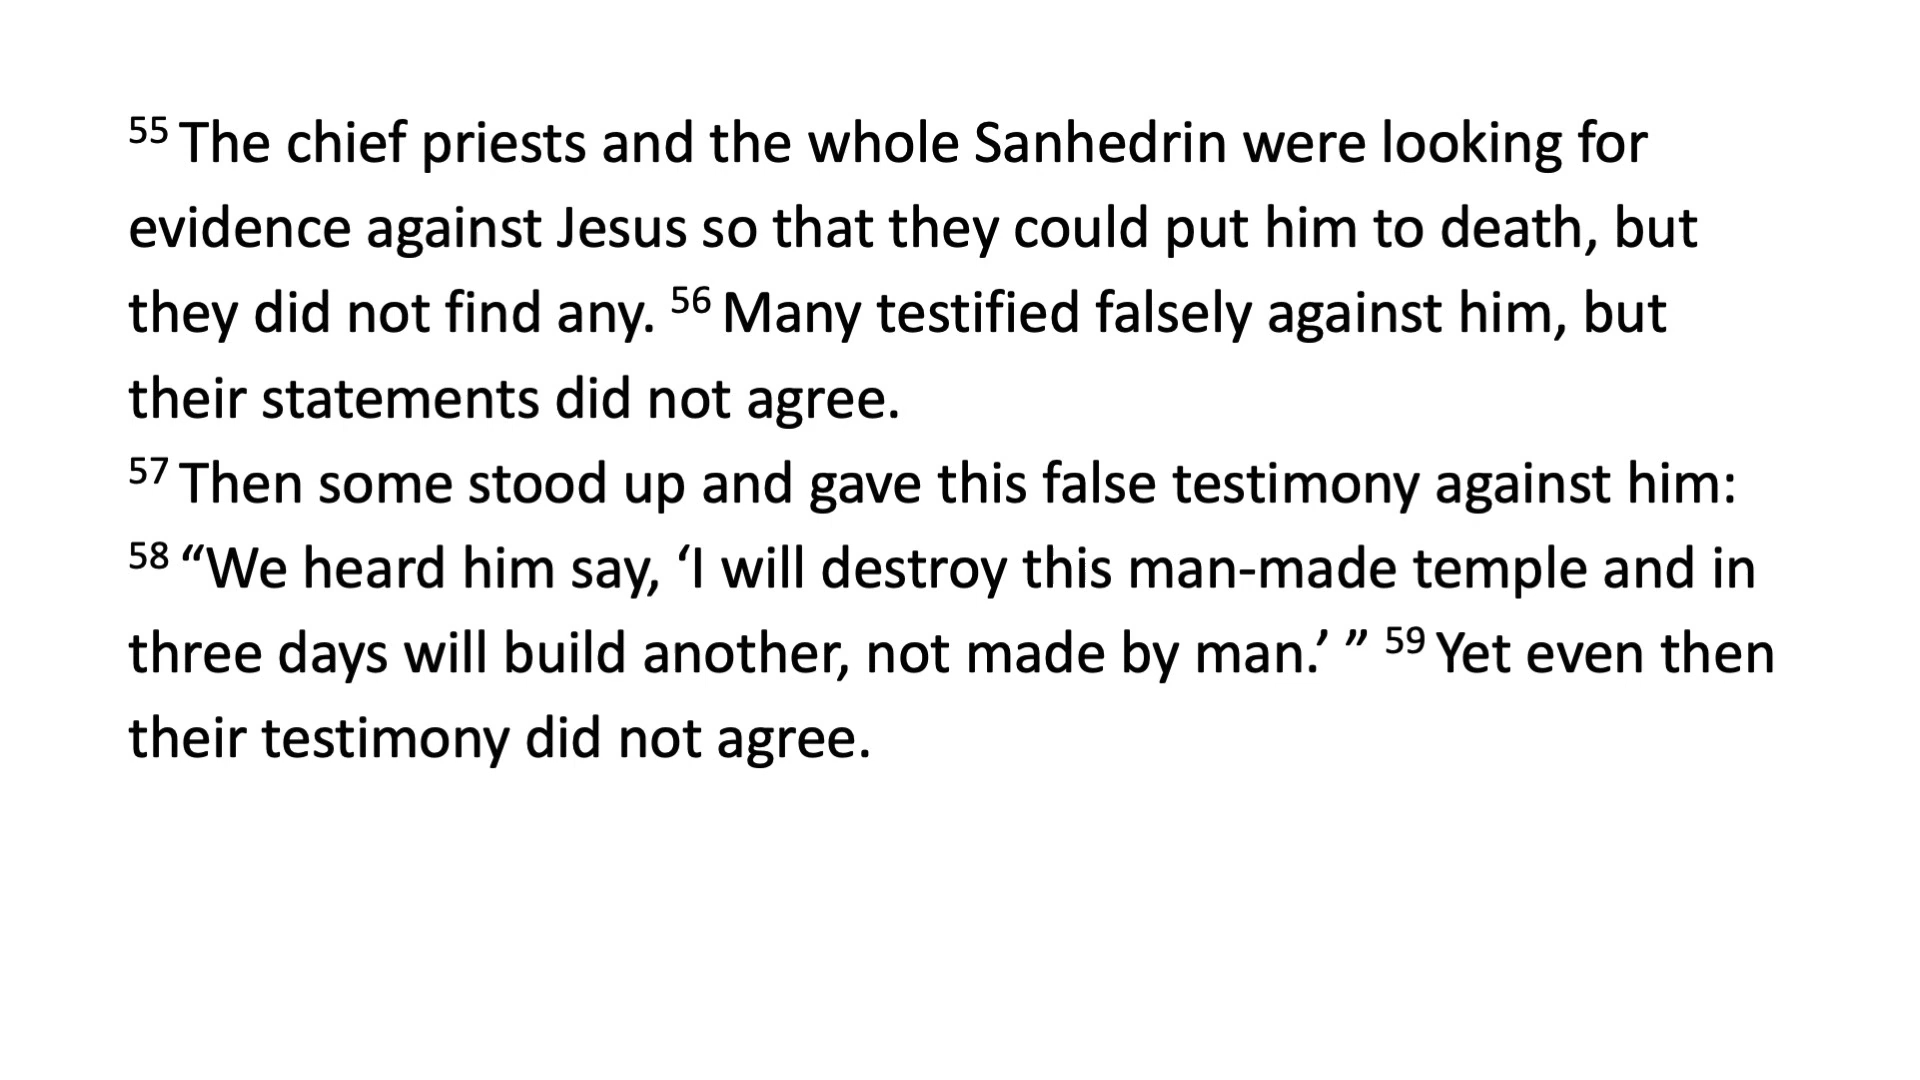 55 The chief priests and the whole Sanhedrin were looking for
evidence against Jesus so that they could put him to death, but
they did not find any. 56 Many testified falsely against him, but
their statements did not agree.
57 Then some stood up and gave this false testimony against him:
58 “We heard him say, ‘I will destroy this man-made temple and in
three days will build another, not made by man.’ ” 59 Yet even then
their testimony did not agree.